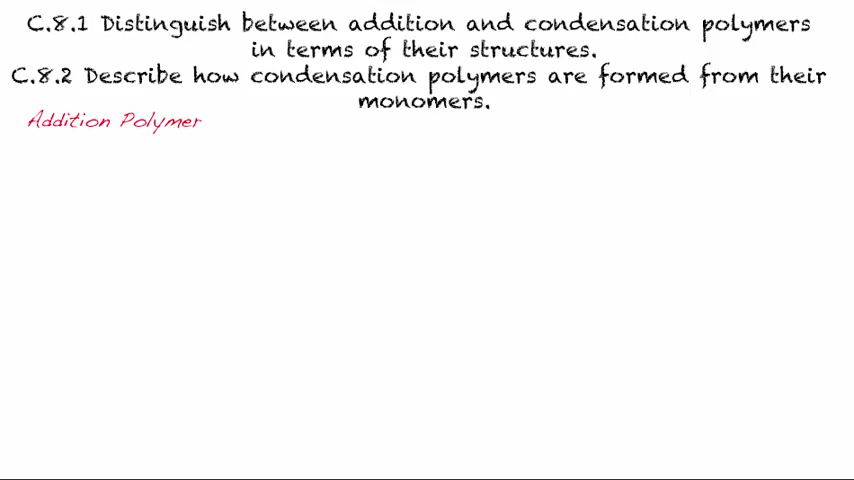 C.8.1 Distinguish between addition and condensation polymers
in terms of their structures.
C.8.2 Describe how condensation polymers are formed from their
monomers.
Addition Polymer